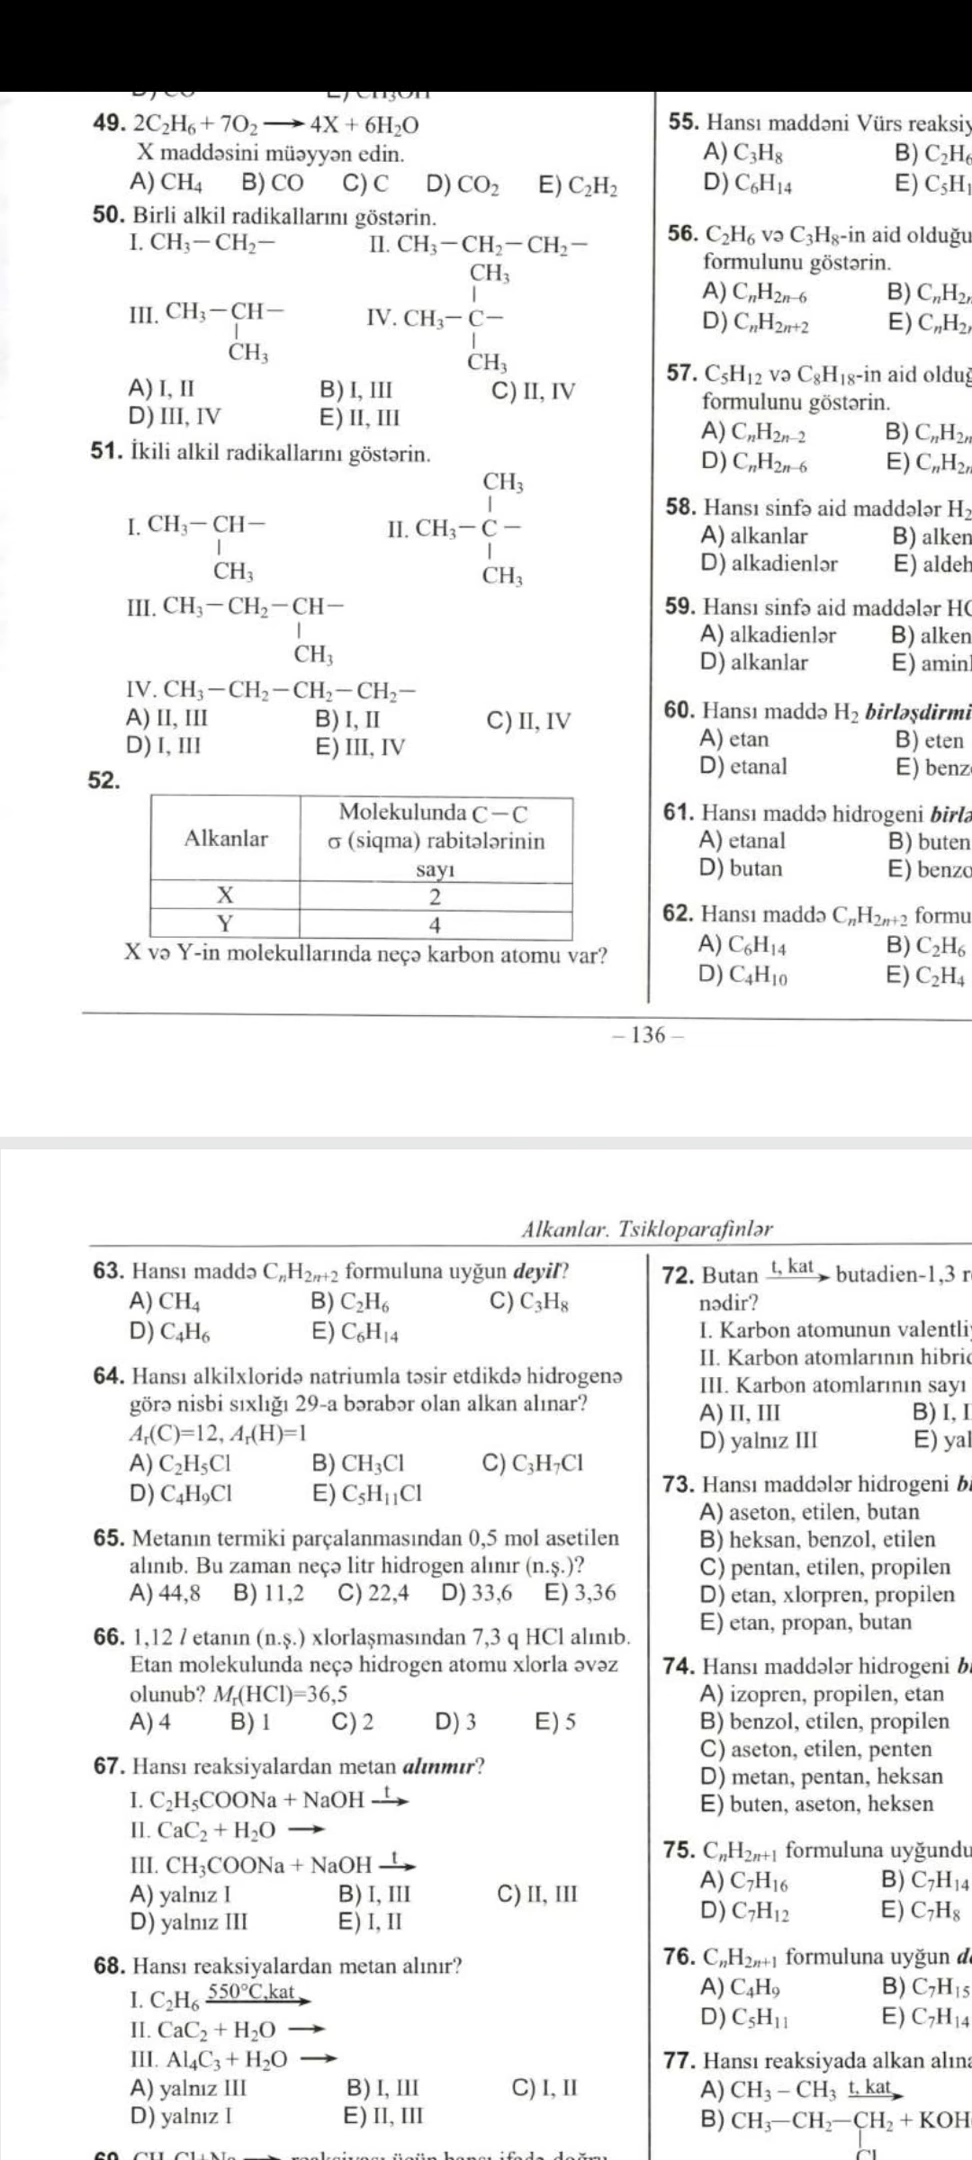 49. 2C₂H₆ + 7O₂ ⟶ 4X + 6H₂O
X maddəsini müəyyən edin.
A) CH₄ B) CO C) C D) CO₂ E) C₂H₂
50. Birli alkil radikallarını göstərin.
I. CH₃–CH₂– II. CH₃–CH₂–CH₂–
CH₃
|
III. CH₃–CH– IV. CH₃–C–
| |
CH₃ CH₃
A) I, II B) I, III C) II, IV
D) III, IV E) II, III
51. İkili alkil radikallarını göstərin.
CH₃
|
I. CH₃–CH– II. CH₃–C–
| |
CH₃ CH₃
III. CH₃–CH₂–CH–
|
CH₃
IV. CH₃–CH₂–CH₂–CH₂–
A) II, III B) I, II C) II, IV
D) I, III E) III, IV
52.
Alkanlar Molekulunda C–C
σ (siqma) rabitələrinin
sayı
X 2
Y 4
X və Y-in molekullarında neçə karbon atomu var?
55. Hansı maddəni Vürs
A) C₃H₈ B) C₂H₆
D) C₆H₁₄ E)
56. C₂H₆ və C₃H₈-in aid olduğu
formulunu göstərin.
A) CₙH₂ₙ₋₆ B)
D) CₙH₂ₙ₊₂ E)
57. C₅H₁₂ və C₈H₁₈-in aid
formulunu göstərin.
A) CₙH₂ₙ₋₂ B)
D) CₙH₂ₙ₋₆ E)
58. Hansı sinfə aid maddələr H₂
A) alkanlar B) alken
D) alkadienlər E) aldeh
59. Hansı sinfə aid maddələr
A) alkadienlər B) alken
D) alkanlar E) amin
60. Hansı maddə H₂ birləşdirmi
A) etan B) eten
D) etanal E) benz
61. Hansı maddə hidrogeni birlə
A) etanal B) buten
D) butan E) benzo
62. Hansı maddə CₙH₂ₙ₊₂ formu
A) C₆H₁₄ B) C₂H₆
D) C₄H₁₀ E) C₂H₄
– 136 –
Alkanlar. Tsikloparafinlər
63. Hansı maddə CₙH₂ₙ₊₂ formuluna uyğun deyil?
A) CH₄ B) C₂H₆ C) C₃H₈
D) C₄H₆ E) C₆H₁₄
64. Hansı alkilxloridə natriumla təsir etdikdə hidrogenə
görə nisbi sıxlığı 29-a bərabər olan alkan alınar?
Aᵣ(C)=12, Aᵣ(H)=1
A) C₂H₅Cl B) CH₃Cl C) C₃H₇Cl
D) C₄H₉Cl E) C₅H₁₁Cl
65. Metanın termiki parçalanmasından 0,5 mol asetilen
alınıb. Bu zaman neçə litr hidrogen alınır (n.ş.)?
A) 44,8 B) 11,2 C) 22,4 D) 33,6 E) 3,36
66. 1,12 l etanın (n.ş.) xlorlaşmasından 7,3 q HCl alınıb.
Etan molekulunda neçə hidrogen atomu xlorla əvəz
olunub? Mᵣ(HCl)=36,5
A) 4 B) 1 C) 2 D) 3 E) 5
67. Hansı reaksiyalardan metan alınmır?
I. C₂H₅COONa + NaOH —t→
II. CaC₂ + H₂O ⟶
III. CH₃COONa + NaOH —t→
A) yalnız I B) I, III C) II, III
D) yalnız III E) I, II
68. Hansı reaksiyalardan metan alınır?
I. C₂H₆ —550°C,kat→
II. CaC₂ + H₂O ⟶
III. Al₄C₃ + H₂O ⟶
A) yalnız III B) I, III C) I, II
D) yalnız I E) II, III
72. Butan —t, kat→ butadien-1,3
nədir?
I. Karbon atomunun valentli
II. Karbon atomlarının hibri
III. Karbon atomlarının sayı
A) II, III B) I,
D) yalnız III E) yal
73. Hansı maddələr hidrogeni
A) aseton, etilen, butan
B) heksan, benzol, etilen
C) pentan, etilen, propilen
D) etan, xlorpren, propilen
E) etan, propan, butan
74. Hansı maddələr hidrogeni
A) izopren, propilen, etan
B) benzol, etilen, propilen
C) aseton, etilen, penten
D) metan, pentan, heksan
E) buten, aseton, heksen
75. CₙH₂ₙ₊₁ formuluna uyğundu
A) C₇H₁₆ B) C₇H₁₄
D) C₇H₁₂ E) C₇H₈
76. CₙH₂ₙ₊₁ formuluna uyğun
A) C₄H₉ B) C₇H₁₅
D) C₅H₁₁ E) C₇H₁₄
77. Hansı reaksiyada alkan
A) CH₃ – CH₃ —t, kat→
B) CH₃–CH₂–CH₂ + KOH
|